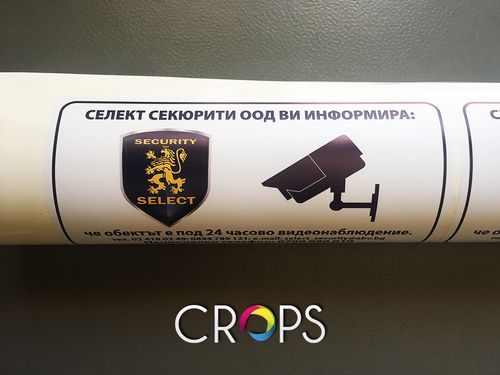 СЕЛЕКТ СЕКЮРИТИ ООД ВИ ИНФОРМИРА:
SECURITY
SELECT
че обектът е под 24 часово видеонаблюдение.
CROPS